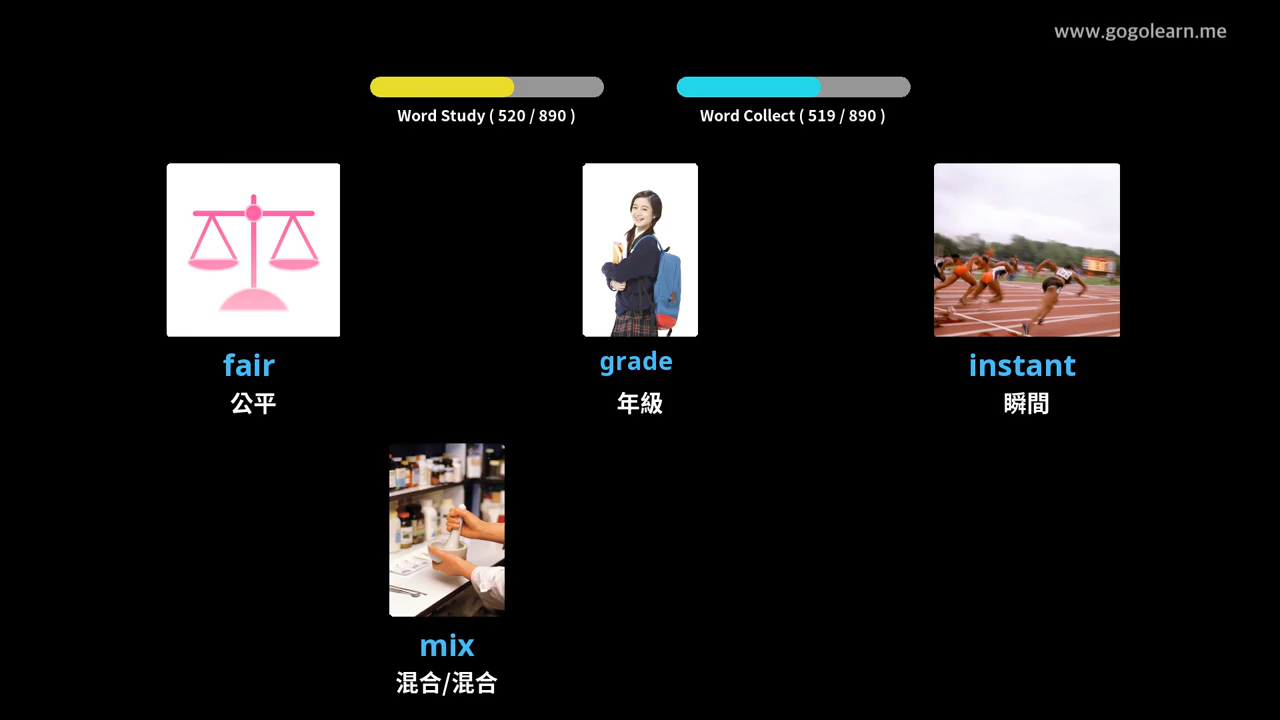 www.gogolearn.me
Word Study ( 520 / 890 )
Word Collect ( 519 / 890 )
fair
grade
instant
公平
年級
瞬間
mix
混合/混合